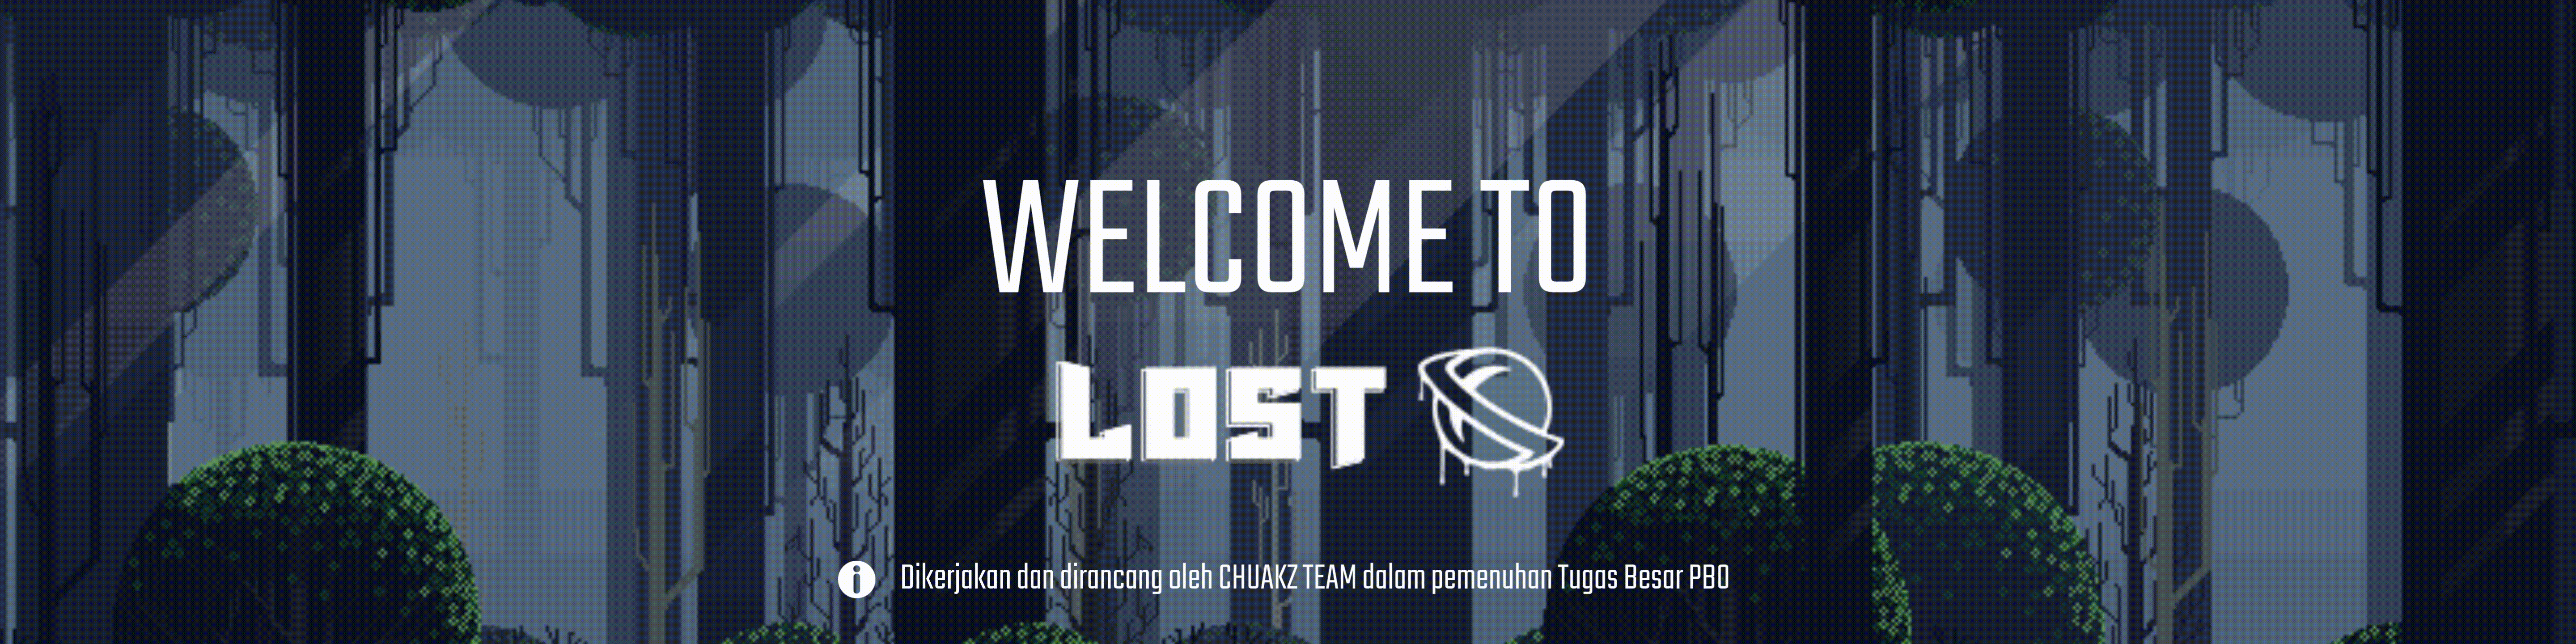 WELCOME TO
LOST
Dikerjakan dan dirancang oleh CHUAKZ TEAM dalam pemenuhan Tugas Besar PBO